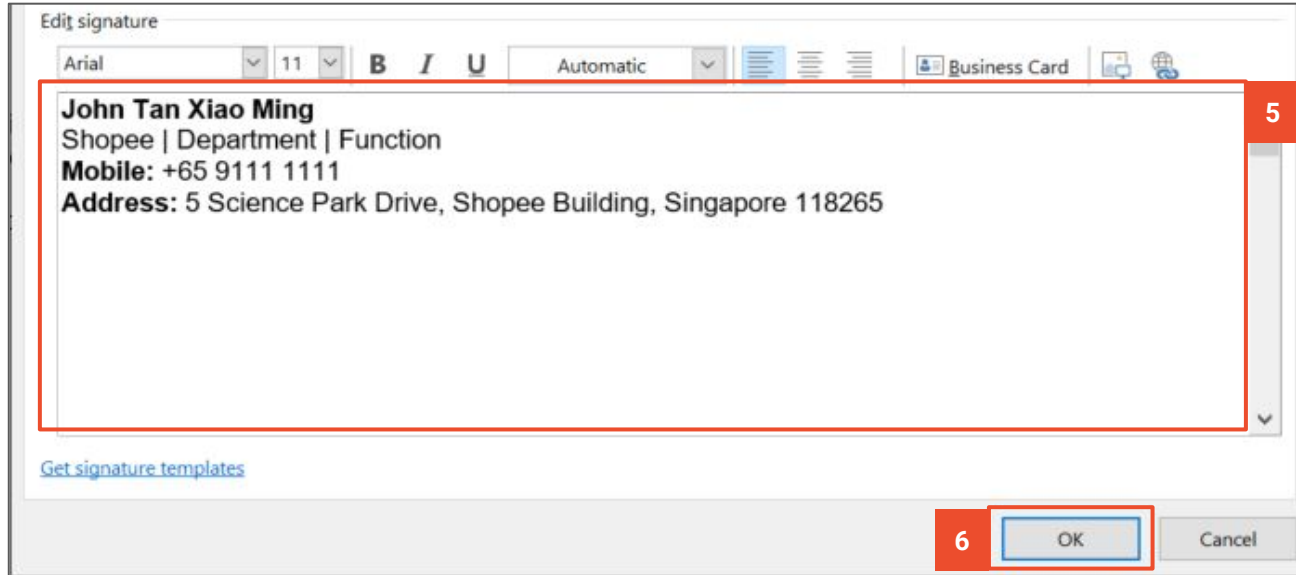 Edit signature
Arial 11 B I U Automatic Business Card
John Tan Xiao Ming
5
Shopee | Department | Function
Mobile: +65 9111 1111
Address: 5 Science Park Drive, Shopee Building, Singapore 118265
Get signature templates
6 OK Cancel